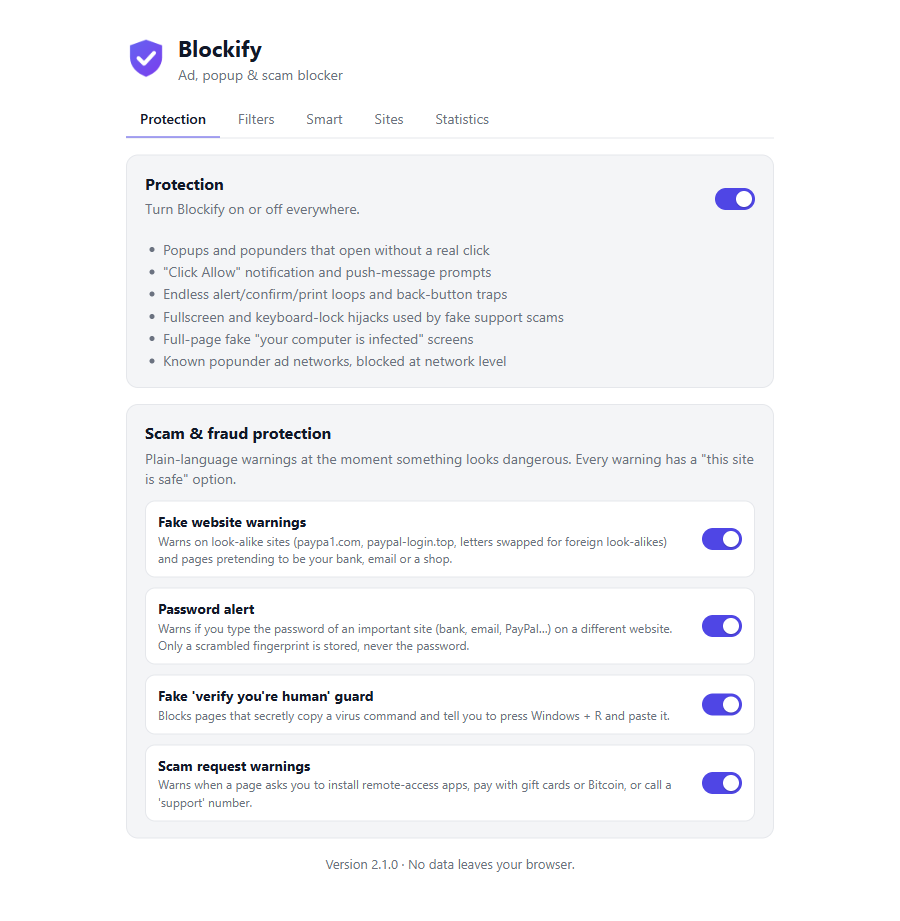 Blockify
Ad, popup & scam blocker
Protection Filters Smart Sites Statistics
Protection
Turn Blockify on or off everywhere.
• Popups and popunders that open without a real click
• "Click Allow" notification and push-message prompts
• Endless alert/confirm/print loops and back-button traps
• Fullscreen and keyboard-lock hijacks used by fake support scams
• Full-page fake "your computer is infected" screens
• Known popunder ad networks, blocked at network level
Scam & fraud protection
Plain-language warnings at the moment something looks dangerous. Every warning has a "this site
is safe" option.
Fake website warnings
Warns on look-alike sites (paypa1.com, paypal-login.top, letters swapped for foreign look-alikes)
and pages pretending to be your bank, email or a shop.
Password alert
Warns if you type the password of an important site (bank, email, PayPal...) on a different website.
Only a scrambled fingerprint is stored, never the password.
Fake 'verify you're human' guard
Blocks pages that secretly copy a virus command and tell you to press Windows + R and paste it.
Scam request warnings
Warns when a page asks you to install remote-access apps, pay with gift cards or Bitcoin, or call a
'support' number.
Version 2.1.0 · No data leaves your browser.